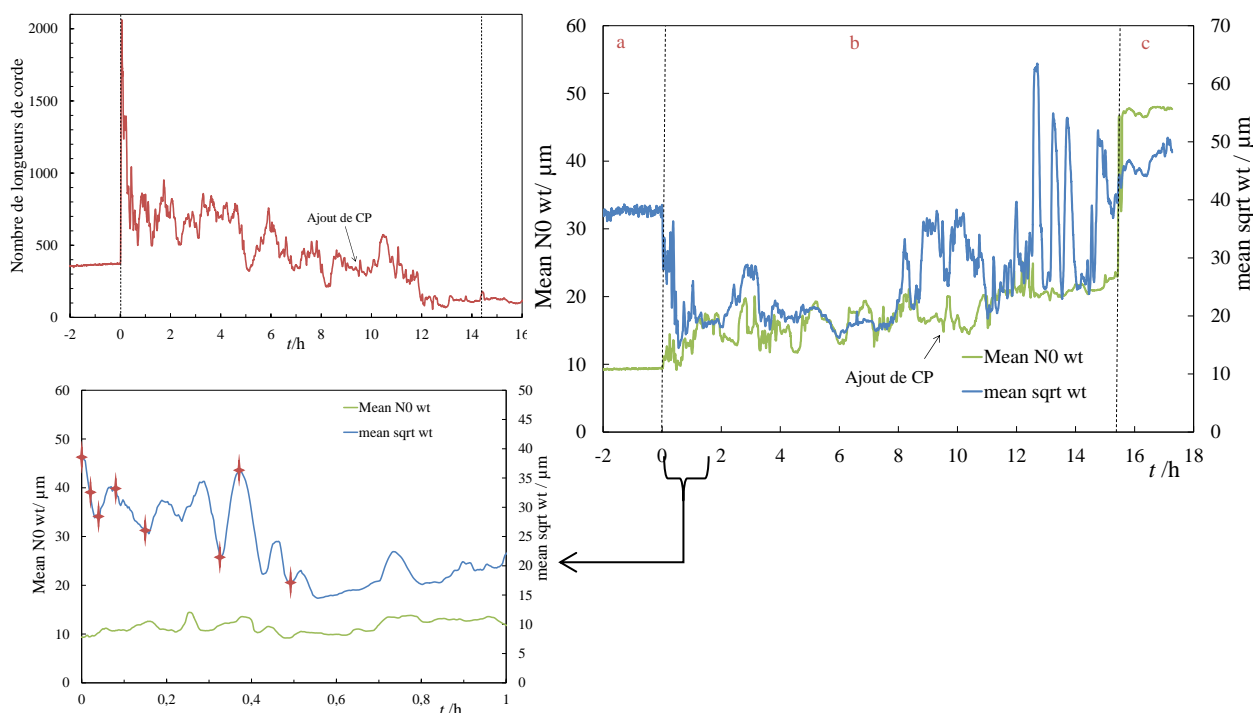 Nombre de longueurs de corde
2000
1500
1000
500
0
Ajout de CP
-2 0 2 4 6 8 10 12 14 16
t/h
60
50
40
30
20
10
0
Mean N0 wt/ µm
a b c
70
60
50
40
30
20
10
0
mean sqrt wt / µm
Ajout de CP
Mean N0 wt
mean sqrt wt
-2 0 2 4 6 8 10 12 14 16 18
t /h
60
50
40
30
20
10
0
Mean N0 wt/ µm
Mean N0 wt
mean sqrt wt
50
45
40
35
30
25
20
15
10
5
0
mean sqrt wt / µm
0 0,2 0,4 0,6 0,8 1
t /h